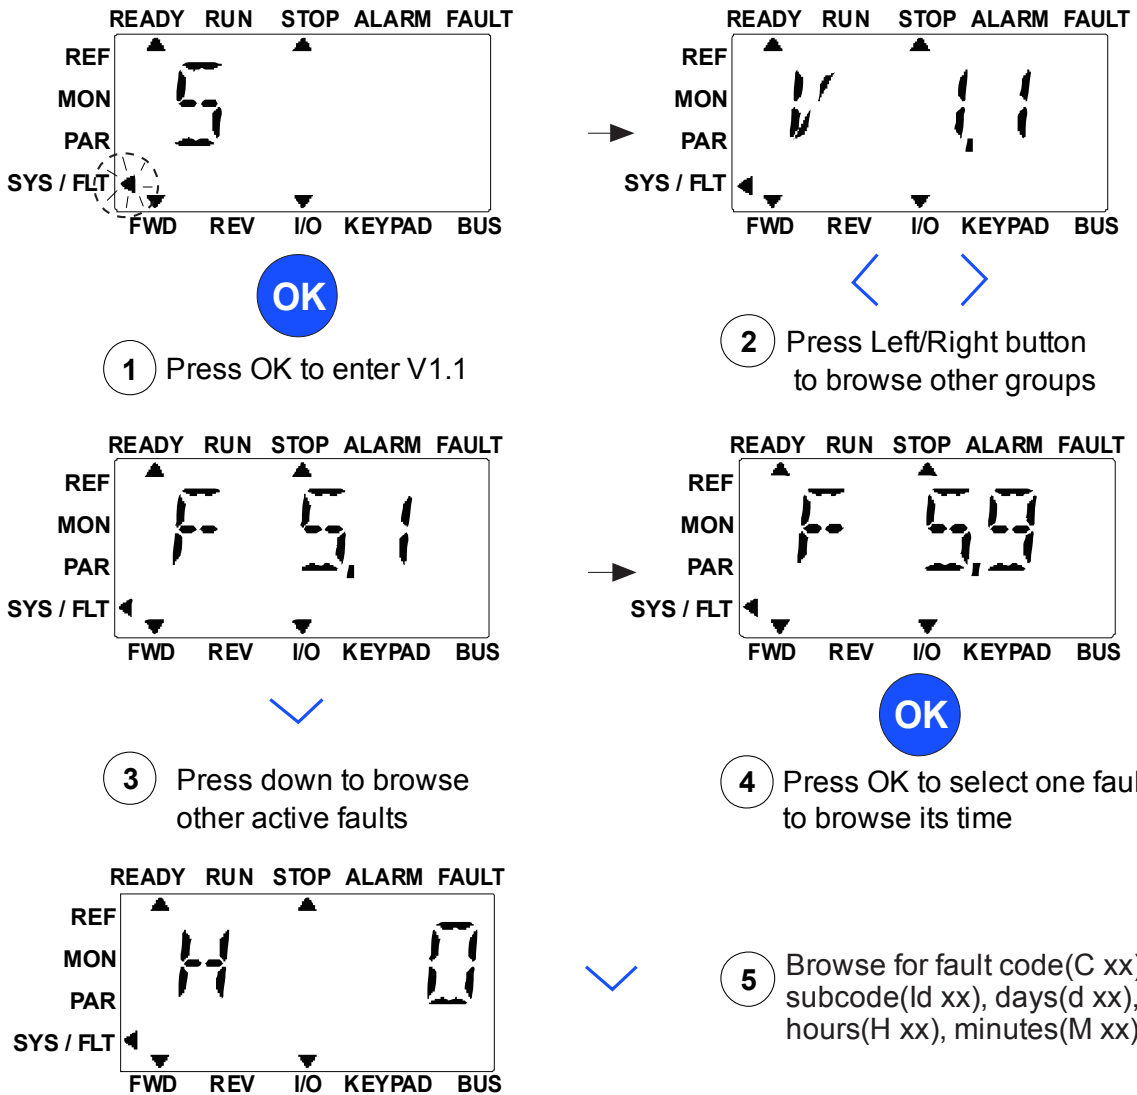 READY RUN STOP ALARM FAULT
REF
MON
PAR
SYS / FLT
S
FWD REV I/O KEYPAD BUS
OK
1 Press OK to enter V1.1
READY RUN STOP ALARM FAULT
REF
MON
PAR
SYS / FLT
V 1.1
FWD REV I/O KEYPAD BUS
2 Press Left/Right button
to browse other groups
READY RUN STOP ALARM FAULT
REF
MON
PAR
SYS / FLT
F 5.1
FWD REV I/O KEYPAD BUS
3 Press down to browse
other active faults
READY RUN STOP ALARM FAULT
REF
MON
PAR
SYS / FLT
F 5.9
FWD REV I/O KEYPAD BUS
OK
4 Press OK to select one faul
to browse its time
READY RUN STOP ALARM FAULT
REF
MON
PAR
SYS / FLT
H 0
FWD REV I/O KEYPAD BUS
5 Browse for fault code(C xx)
subcode(Id xx), days(d xx),
hours(H xx), minutes(M xx)